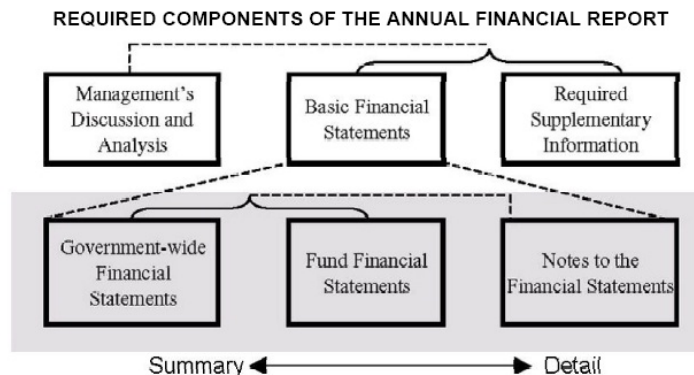 REQUIRED COMPONENTS OF THE ANNUAL FINANCIAL REPORT
Management's
Discussion and
Analysis
Basic Financial
Statements
Required
Supplementary
Information
Government-wide
Financial
Statements
Fund Financial
Statements
Notes to the
Financial Statements
Summary
Detail